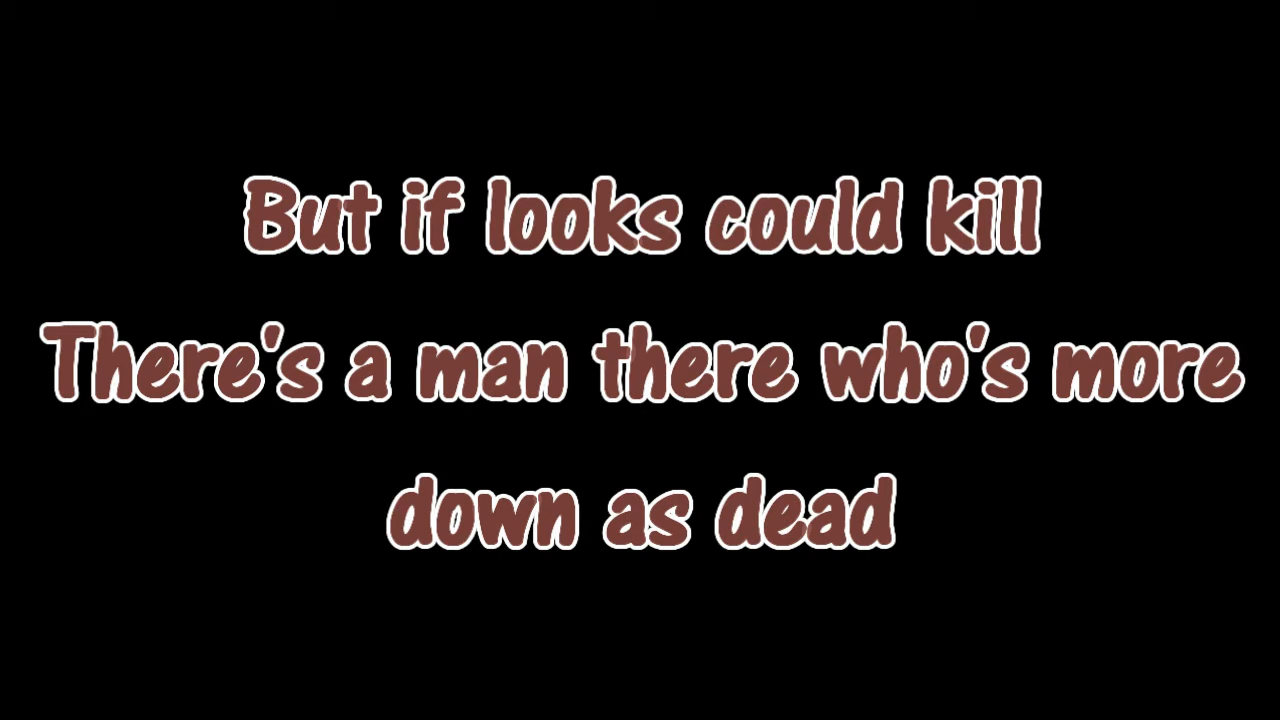 But if looks could kill
There's a man there who's more
down as dead